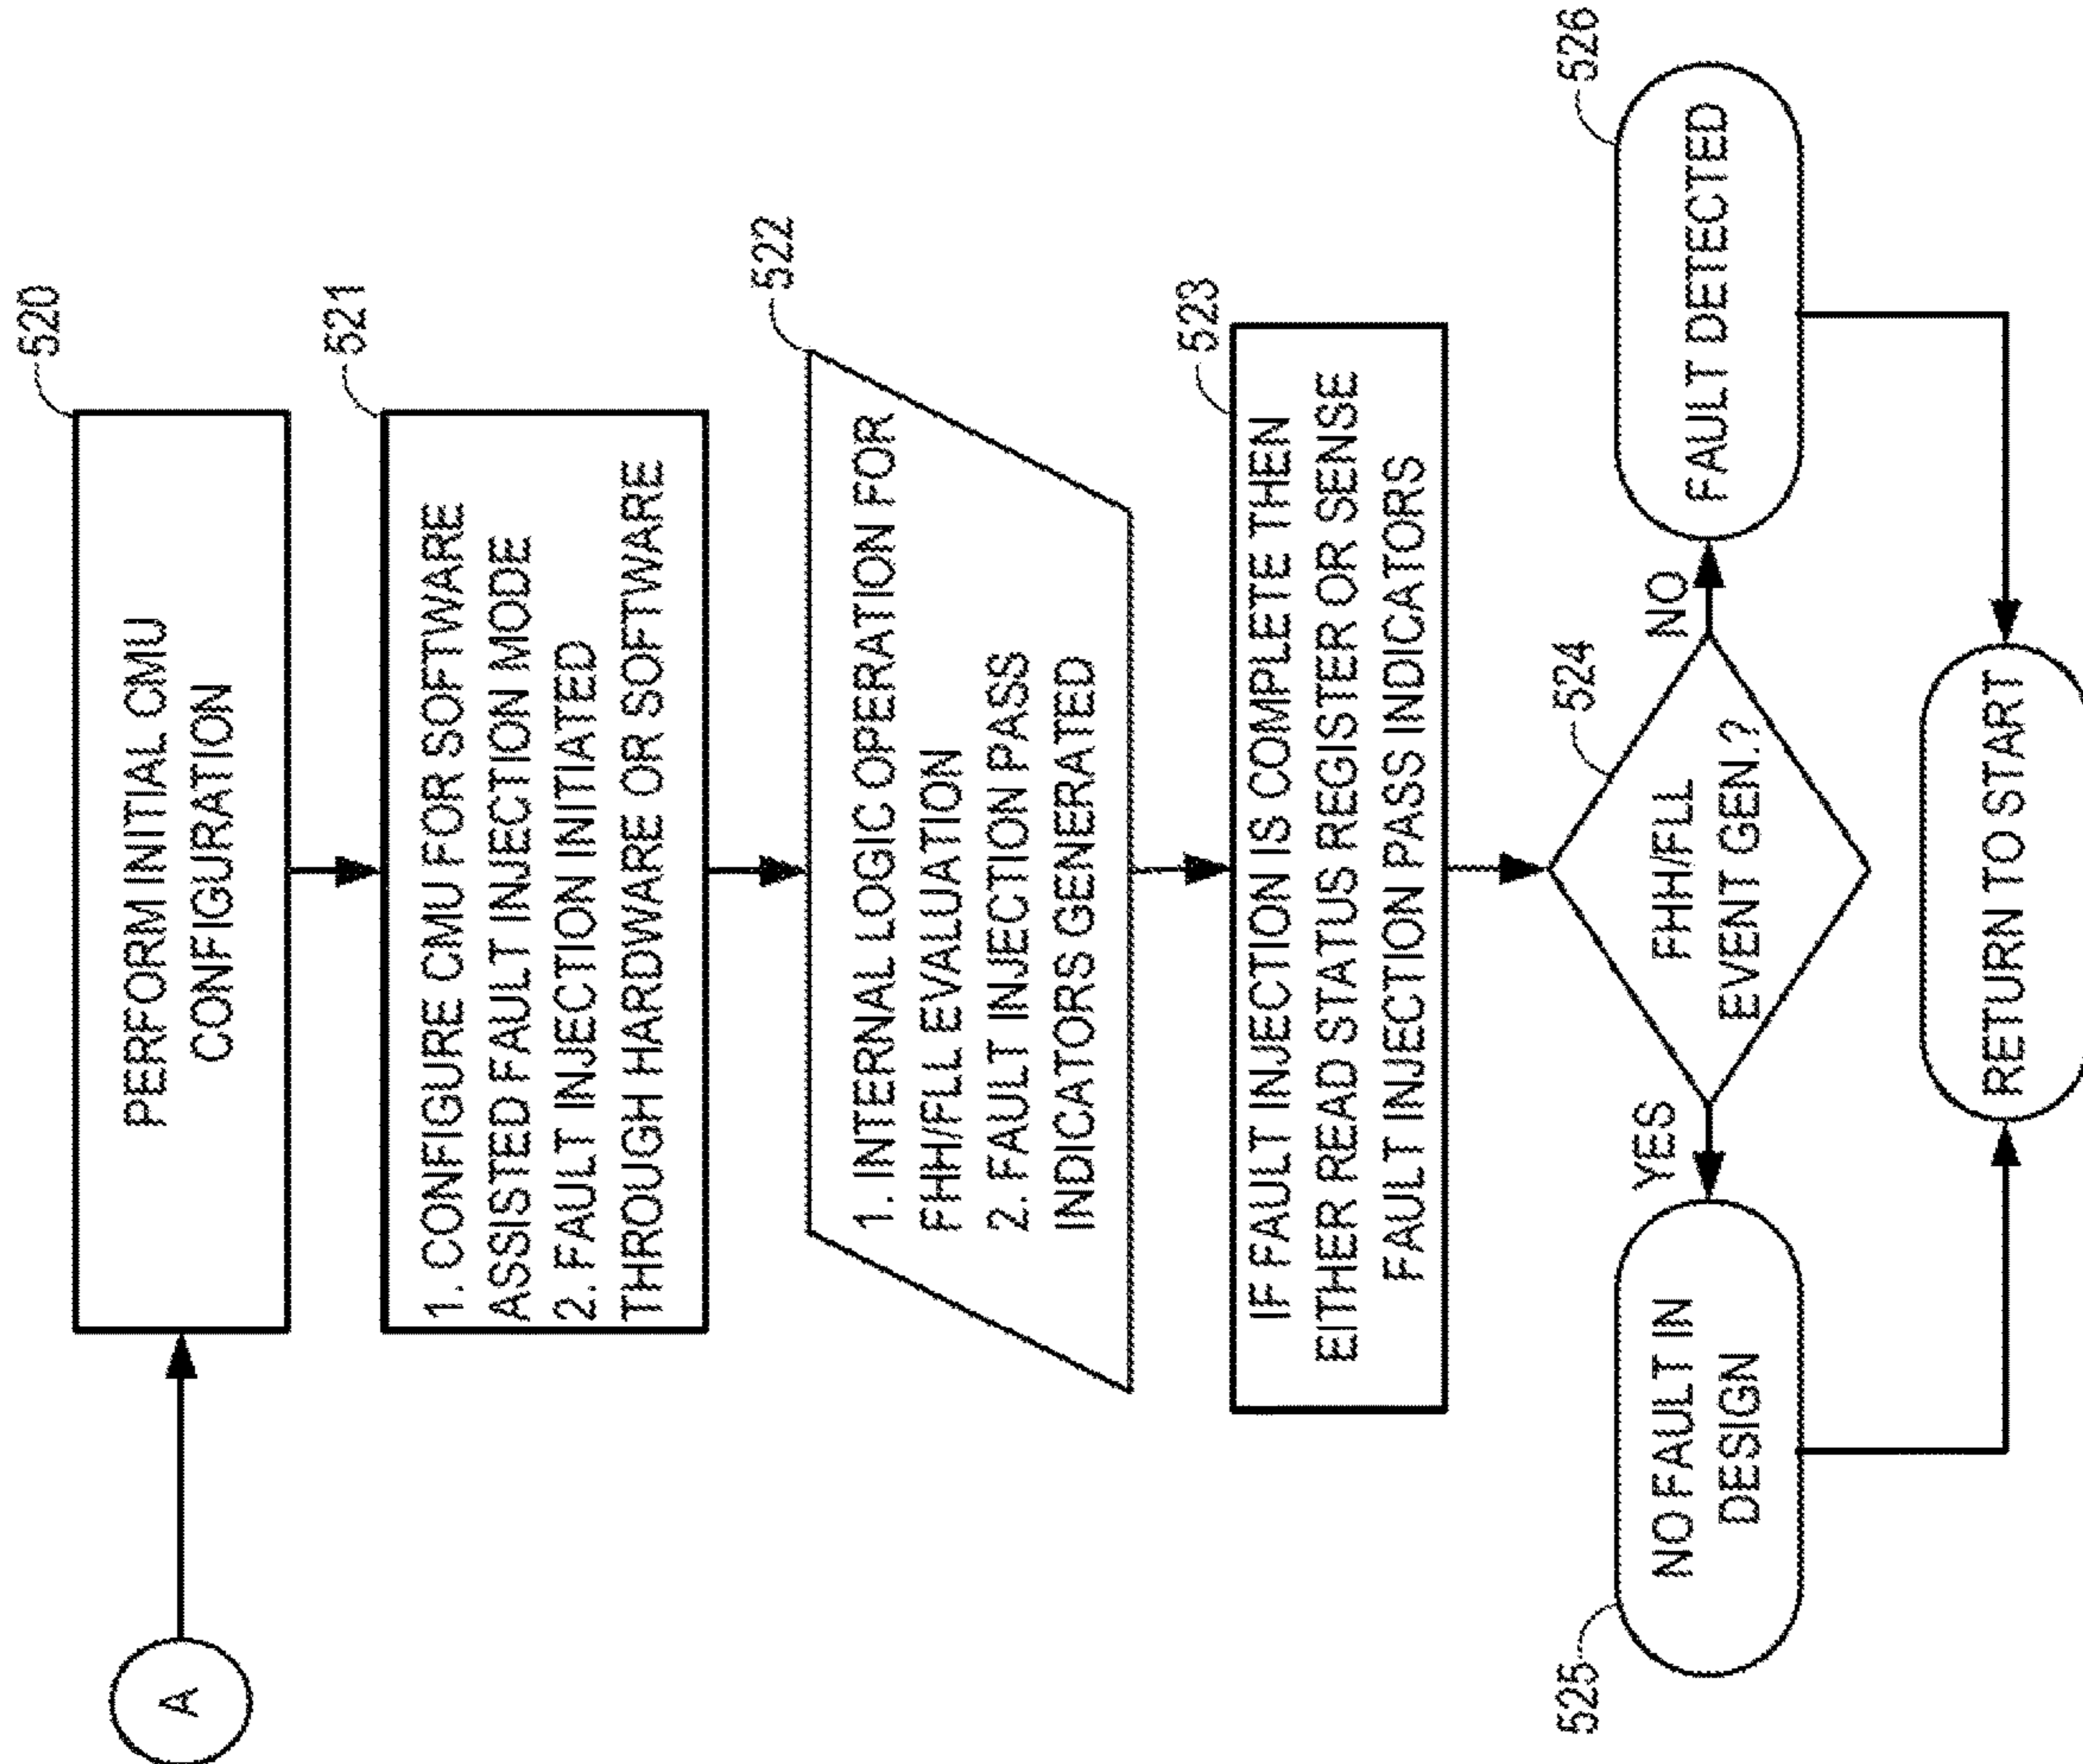 A
520
PERFORM INITIAL CMU
CONFIGURATION
521
1. CONFIGURE CMU FOR SOFTWARE
ASSISTED FAULT INJECTION MODE
2. FAULT INJECTION INITIATED
THROUGH HARDWARE OR SOFTWARE
522
1. INTERNAL LOGIC OPERATION FOR
FHH/FLL EVALUATION
2. FAULT INJECTION PASS
INDICATORS GENERATED
523
IF FAULT INJECTION IS COMPLETE THEN
EITHER READ STATUS REGISTER OR SENSE
FAULT INJECTION PASS INDICATORS
524
FHH/FLL
EVENT GEN.?
YES
NO
525
NO FAULT IN
DESIGN
526
FAULT DETECTED
RETURN TO START